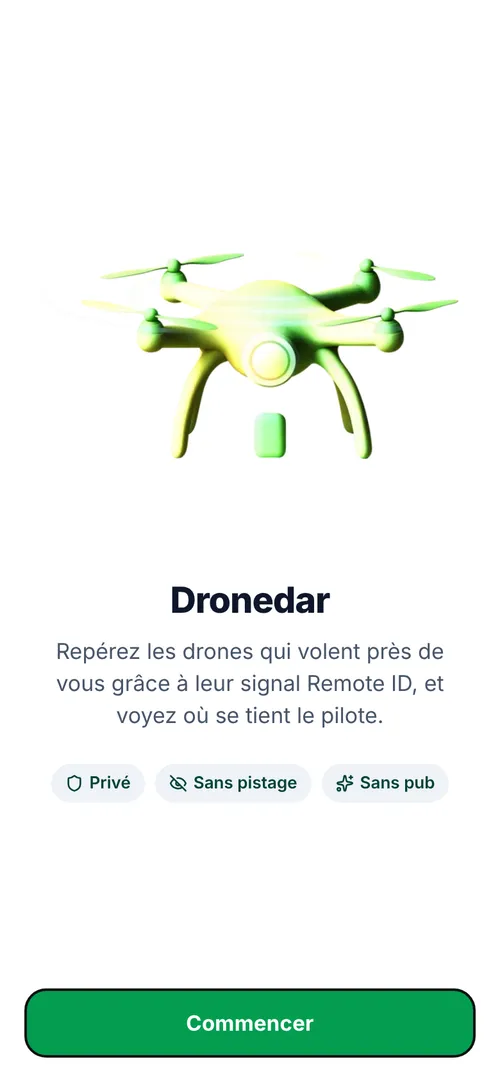 Dronedar
Repérez les drones qui volent près de
vous grâce à leur signal Remote ID, et
voyez où se tient le pilote.
Privé
Sans pistage
Sans pub
Commencer